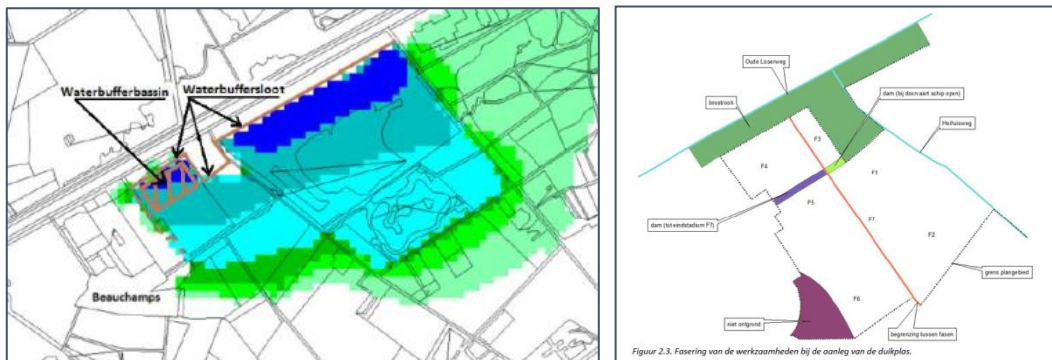 Waterbufferbassin
Waterbuffersloot
Beauchamps
Oude Loserweg
bosstrook
dam (bij doorvaart schip open)
Heltuisweg
F3
F4
F1
F5
F7
F2
dam (tot eindstadium F7)
grens plangebied
F6
niet ontgrond
begrenzing tussen fasen
Figuur 2.3. Fasering van de werkzaamheden bij de aanleg van de duikplas.